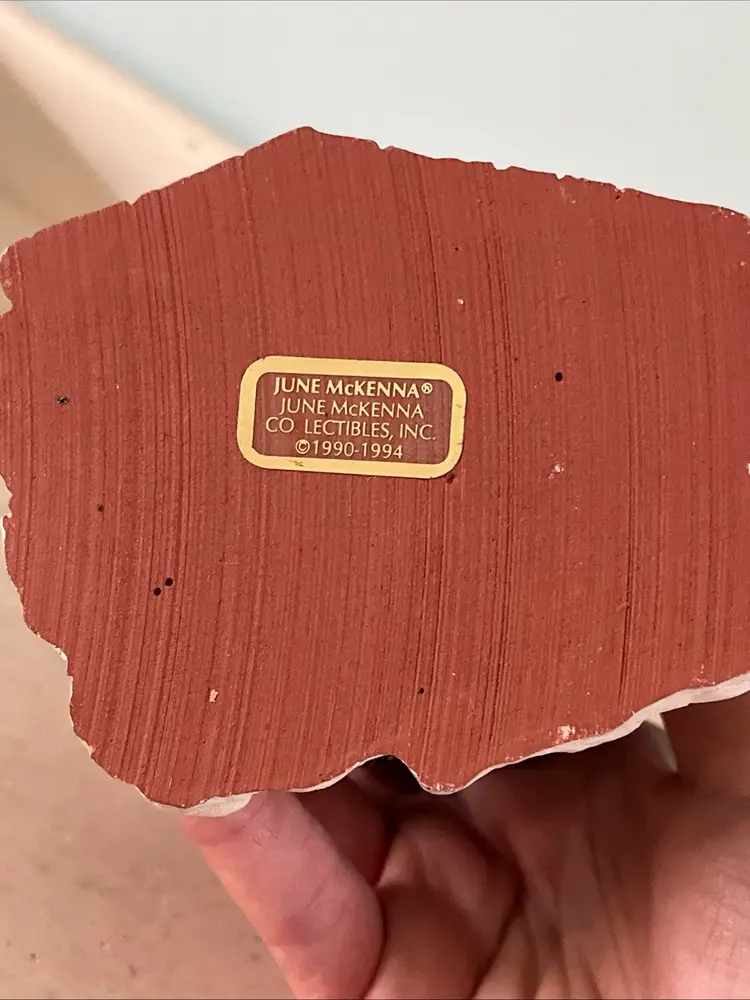 JUNE McKENNA®
JUNE McKENNA
CO LECTIBLES, INC.
©1990-1994